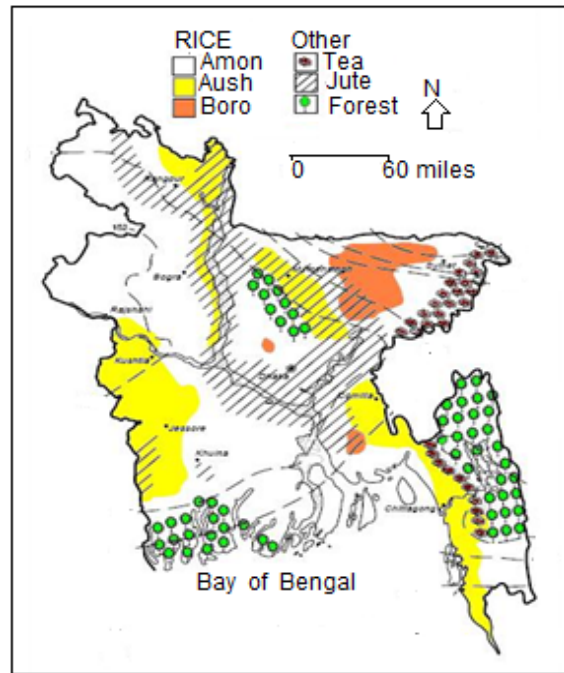 RICE Other
Amon Tea
Aush Jute
Boro Forest
N
0 60 miles
Rangpur
Bogra
Sylhet
Rajshahi
Kushtia
Dacca
Comilla
Jessore
Khulna
Chittagong
Bay of Bengal